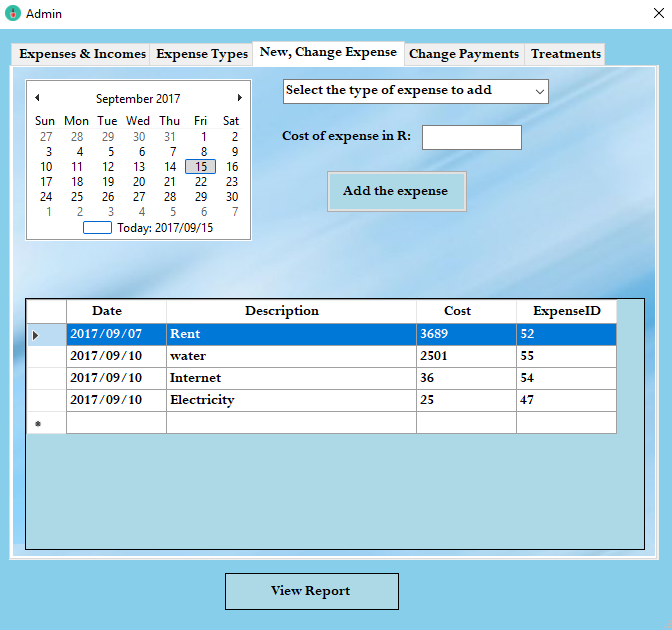 Admin
Expenses & Incomes Expense Types New, Change Expense Change Payments Treatments
September 2017
Sun Mon Tue Wed Thu Fri Sat
27 28 29 30 31 1 2
3 4 5 6 7 8 9
10 11 12 13 14 15 16
17 18 19 20 21 22 23
24 25 26 27 28 29 30
1 2 3 4 5 6 7
Today: 2017/09/15
Select the type of expense to add
Cost of expense in R:
Add the expense
Date Description Cost ExpenseID
2017/09/07 Rent 3689 52
2017/09/10 water 2501 55
2017/09/10 Internet 36 54
2017/09/10 Electricity 25 47
View Report